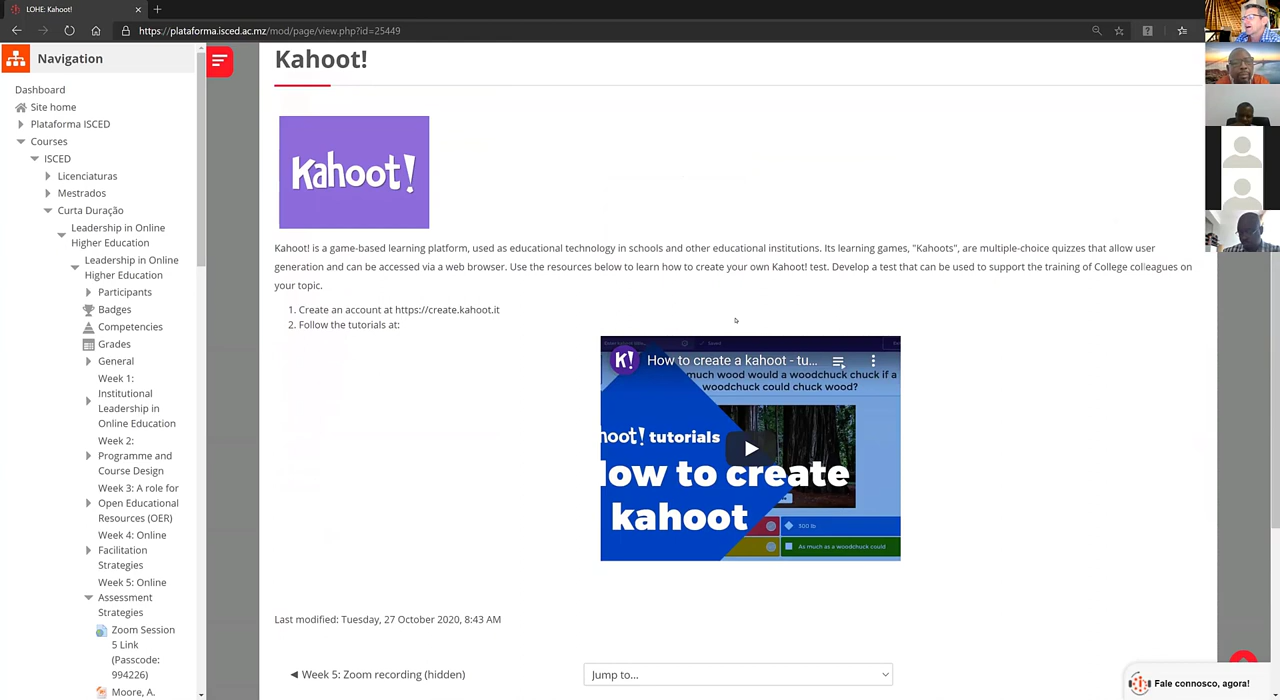 LOHE: Kahoot!
https://plataforma.isced.ac.mz/mod/page/view.php?id=25449
Navigation
Dashboard
Site home
Plataforma ISCED
Courses
ISCED
Licenciaturas
Mestrados
Curta Duração
Leadership in Online
Higher Education
Leadership in Online
Higher Education
Participants
Badges
Competencies
Grades
General
Week 1:
Institutional
Leadership in
Online Education
Week 2:
Programme and
Course Design
Week 3: A role for
Open Educational
Resources (OER)
Week 4: Online
Facilitation
Strategies
Week 5: Online
Assessment
Strategies
Zoom Session
5 Link
(Passcode:
994226)
Moore, A.
Kahoot!
Kahoot!
Kahoot! is a game-based learning platform, used as educational technology in schools and other educational institutions. Its learning games, "Kahoots", are multiple-choice quizzes that allow user
generation and can be accessed via a web browser. Use the resources below to learn how to create your own Kahoot! test. Develop a test that can be used to support the training of College colleagues on
your topic.
1. Create an account at https://create.kahoot.it
2. Follow the tutorials at:
K!
How to create a kahoot - tu...
much wood would a woodchuck chuck if a
woodchuck could chuck wood?
hoot! tutorials
How to create
kahoot
300 lb
As much as a woodchuck could
Last modified: Tuesday, 27 October 2020, 8:43 AM
◄ Week 5: Zoom recording (hidden)
Jump to...
Fale connosco, agora!